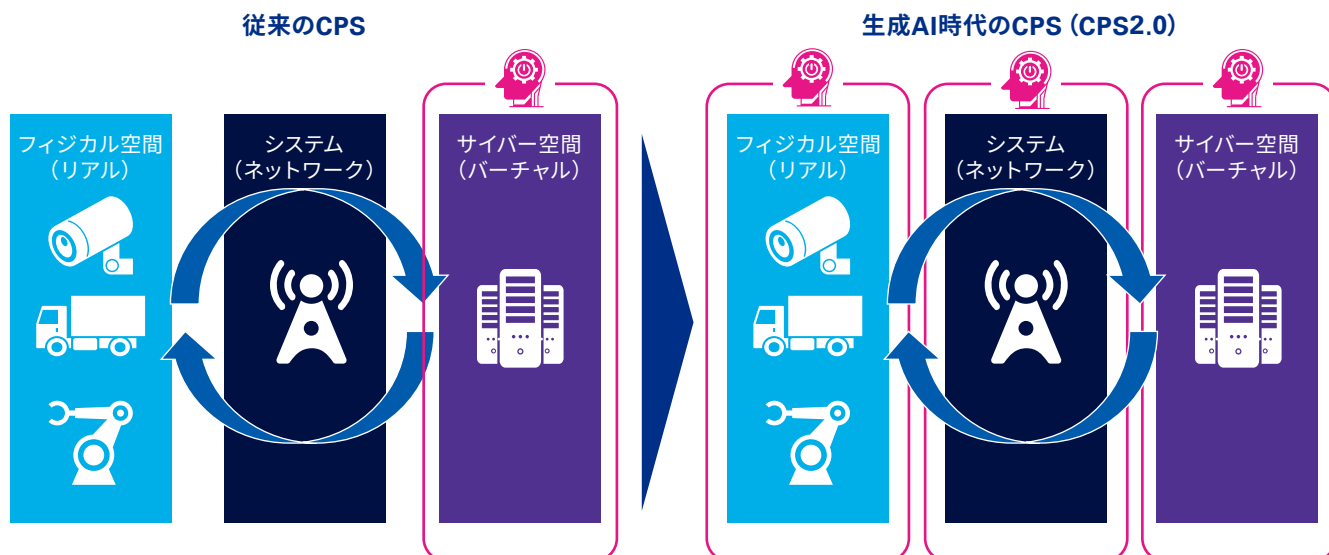 従来のCPS
フィジカル空間
（リアル）
システム
（ネットワーク）
サイバー空間
（バーチャル）
生成AI時代のCPS（CPS2.0）
フィジカル空間
（リアル）
システム
（ネットワーク）
サイバー空間
（バーチャル）